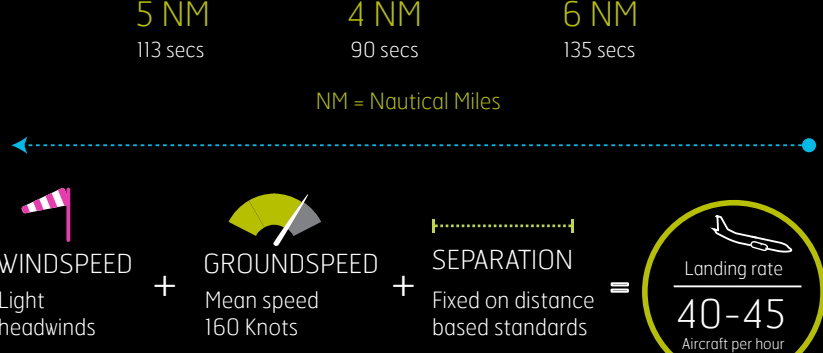 5 NM 4 NM 6 NM
113 secs 90 secs 135 secs
NM = Nautical Miles
WINDSPEED + GROUNDSPEED + SEPARATION = Landing rate
Light Mean speed Fixed on distance 40-45
headwinds 160 Knots based standards Aircraft per hour